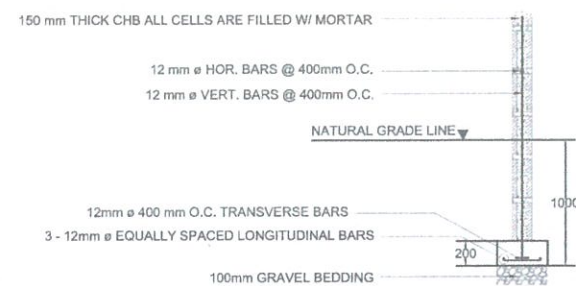 150 mm THICK CHB ALL CELLS ARE FILLED W/ MORTAR
12 mm ø HOR. BARS @ 400mm O.C.
12 mm ø VERT. BARS @ 400mm O.C.
NATURAL GRADE LINE
1000
12mm ø 400 mm O.C. TRANSVERSE BARS
3 - 12mm ø EQUALLY SPACED LONGITUDINAL BARS
200
100mm GRAVEL BEDDING